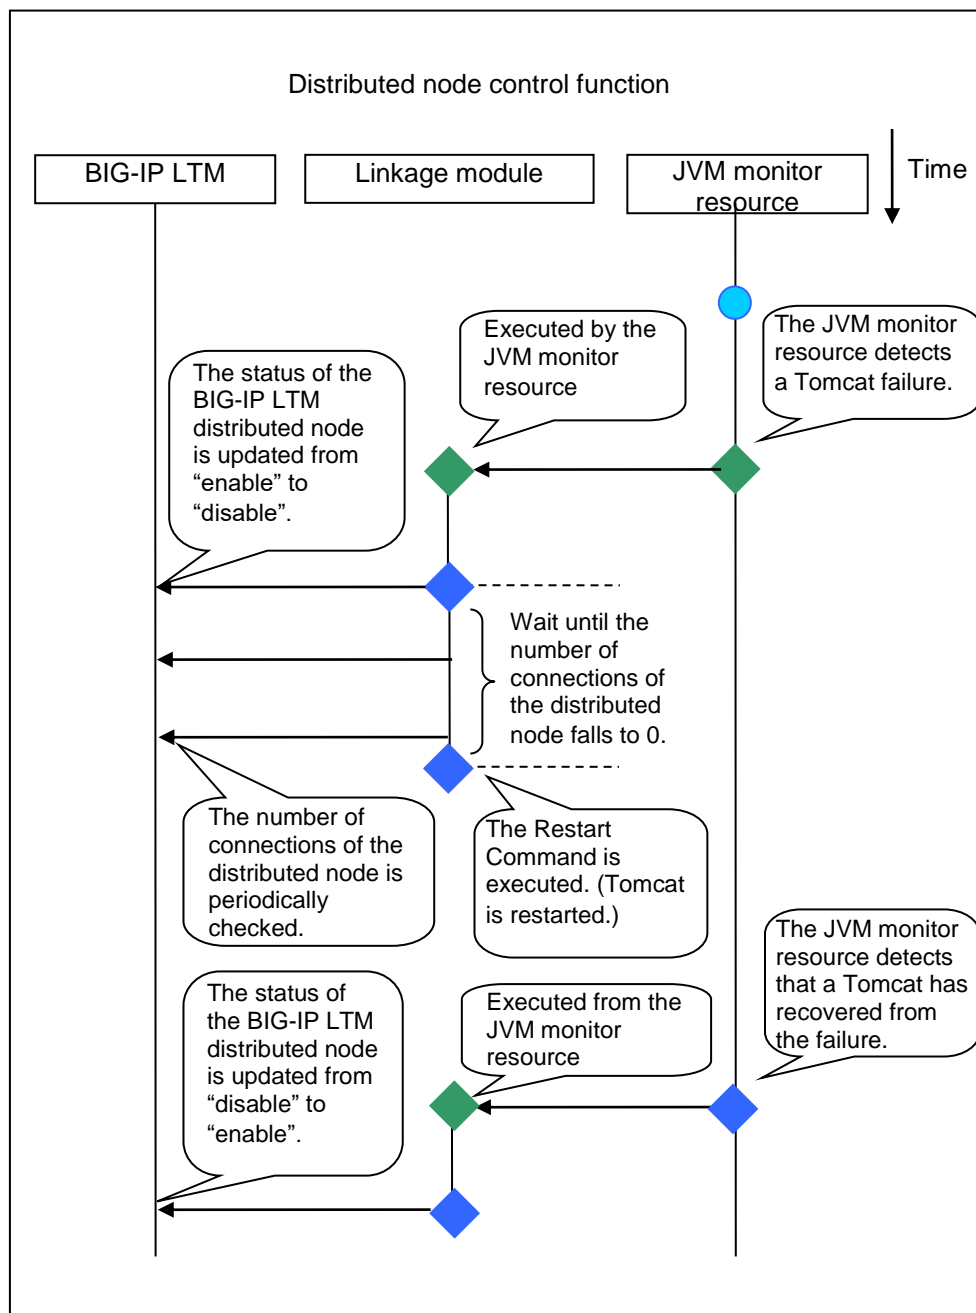 Distributed node control function
BIG-IP LTM
Linkage module
JVM monitor
resource
Time
The JVM monitor
resource detects
a Tomcat failure.
Executed by the
JVM monitor
resource
The status of the
BIG-IP LTM
distributed node
is updated from
“enable” to
“disable”.
Wait until the
number of
connections of
the distributed
node falls to 0.
The number of
connections of the
distributed node is
periodically
checked.
The Restart
Command is
executed. (Tomcat
is restarted.)
The JVM monitor
resource detects
that a Tomcat has
recovered from
the failure.
Executed from the
JVM monitor
resource
The status of
the BIG-IP LTM
distributed node
is updated from
“disable” to
“enable”.